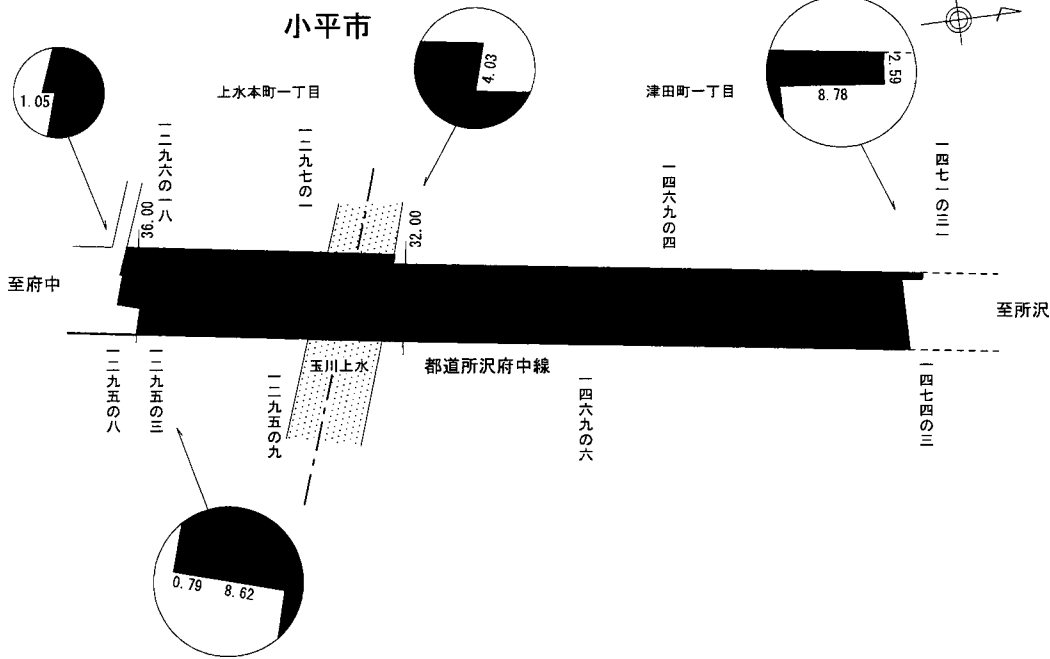 小平市
上水本町一丁目
津田町一丁目
1.05
4.03
2.59
8.78
一二九六の一八
一二九七の一
一四六九の四
一四七一の三一
36.00
32.00
至府中
至所沢
玉川上水
都道所沢府中線
一二九五の八
一二九五の三
一二九五の九
一四六九の六
一四七四の三
0.79
8.62